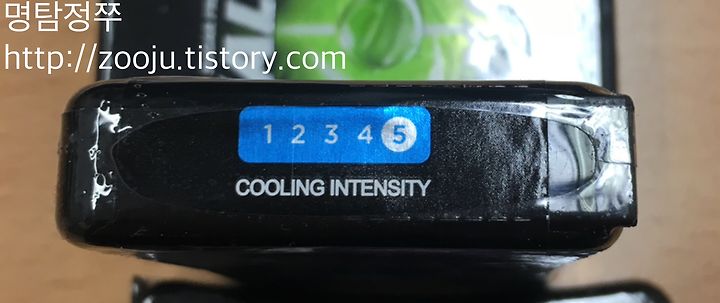 명탐정쭈
http://zooju.tistory.com
1 2 3 4 5
COOLING INTENSITY